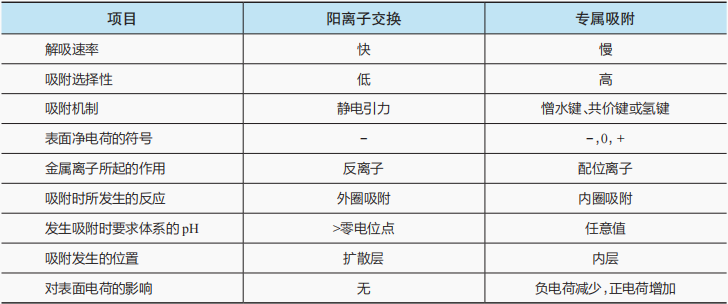 项目 阳离子交换 专属吸附
解吸速率 快 慢
吸附选择性 低 高
吸附机制 静电引力 憎水键、共价键或氢键
表面净电荷的符号 − −,0,+
金属离子所起的作用 反离子 配位离子
吸附时所发生的反应 外圈吸附 内圈吸附
发生吸附时要求体系的 pH >零电位点 任意值
吸附发生的位置 扩散层 内层
对表面电荷的影响 无 负电荷减少,正电荷增加